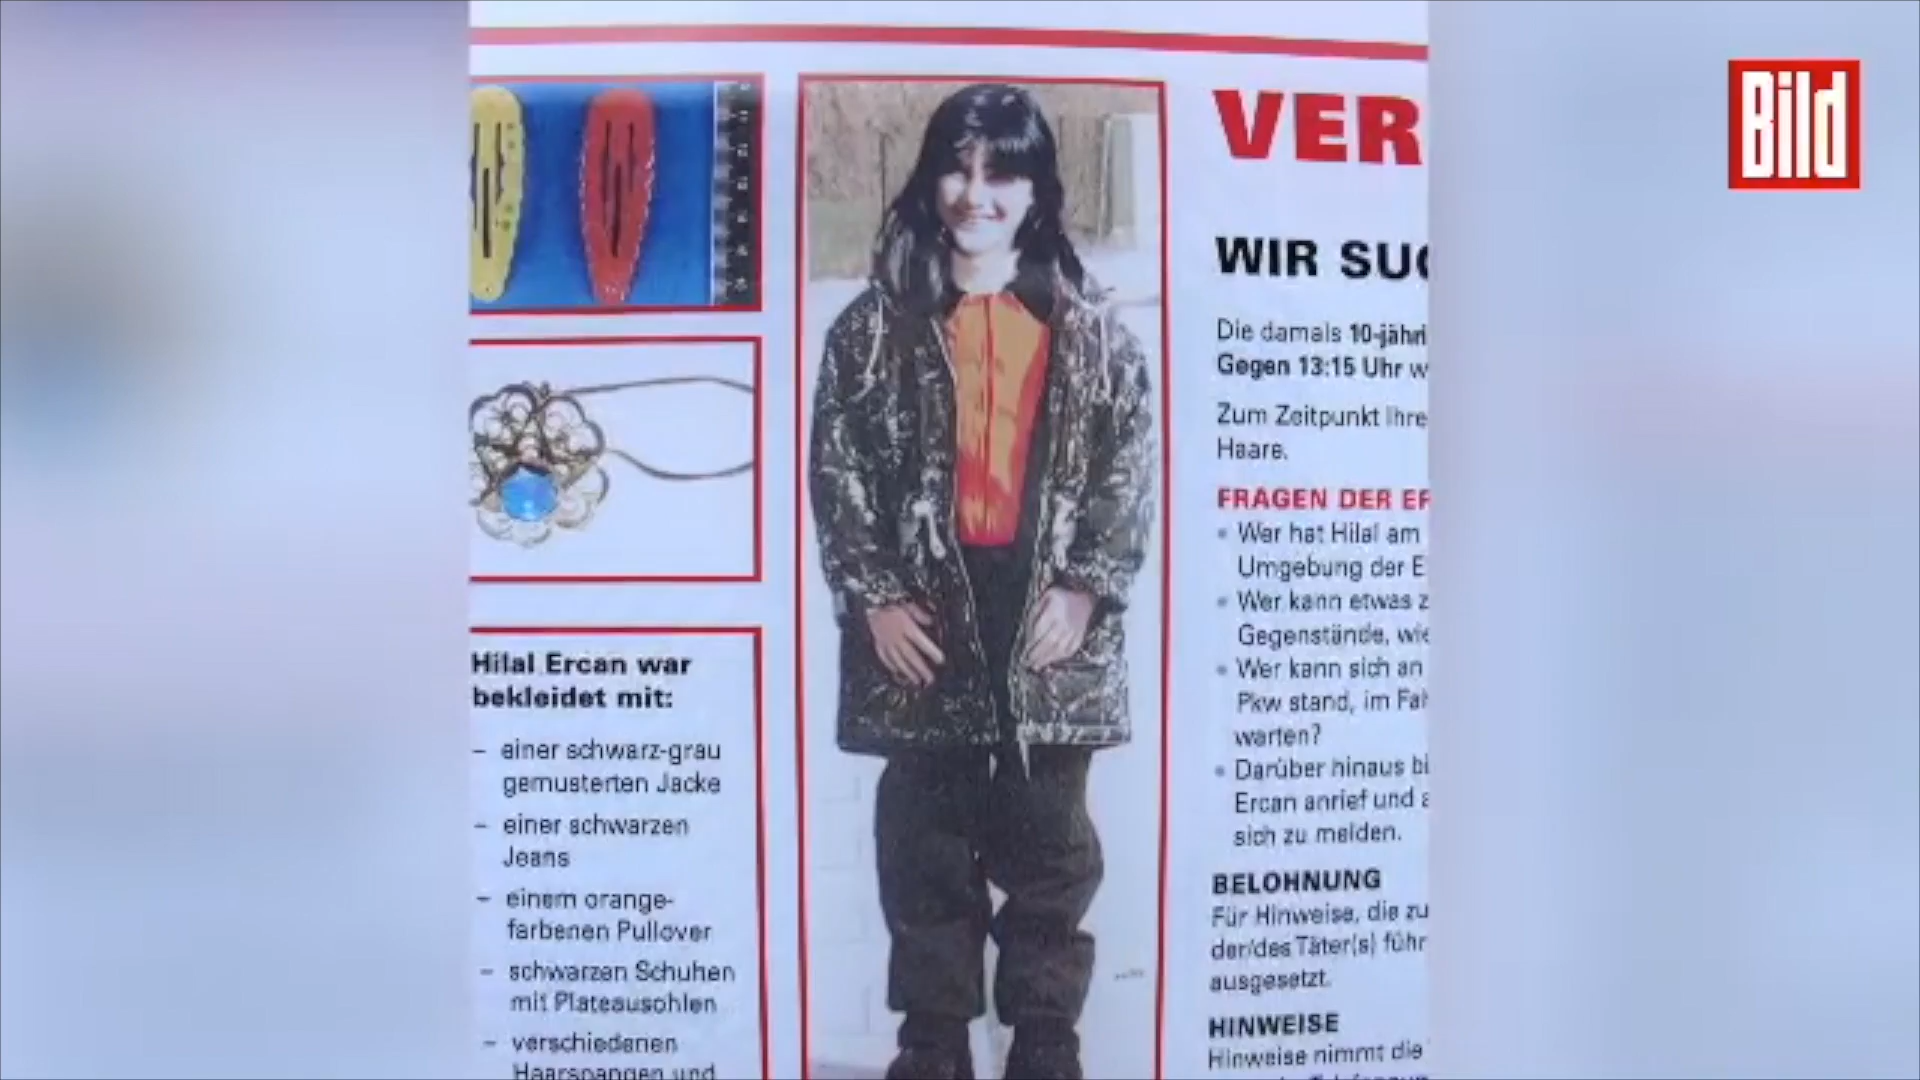 Bild
VER
WIR SUC
Die damals 10-jähri
Gegen 13:15 Uhr w
Zum Zeitpunkt Ihre
Haare.
FRAGEN DER ER
• Wer hat Hilal am
Umgebung der E
• Wer kann etwas z
Gegenstände, wie
• Wer kann sich an
Pkw stand, im Fah
warten?
• Darüber hinaus bi
Ercan anrief und a
sich zu melden.
BELOHNUNG
Für Hinweise, die zu
der/des Täter(s) führ
ausgesetzt.
HINWEISE
Hinweise nimmt die
Hilal Ercan war
bekleidet mit:
– einer schwarz-grau
gemusterten Jacke
– einer schwarzen
Jeans
– einem orange-
farbenen Pullover
– schwarzen Schuhen
mit Plateausohlen
– verschiedenen
Haarspangen und